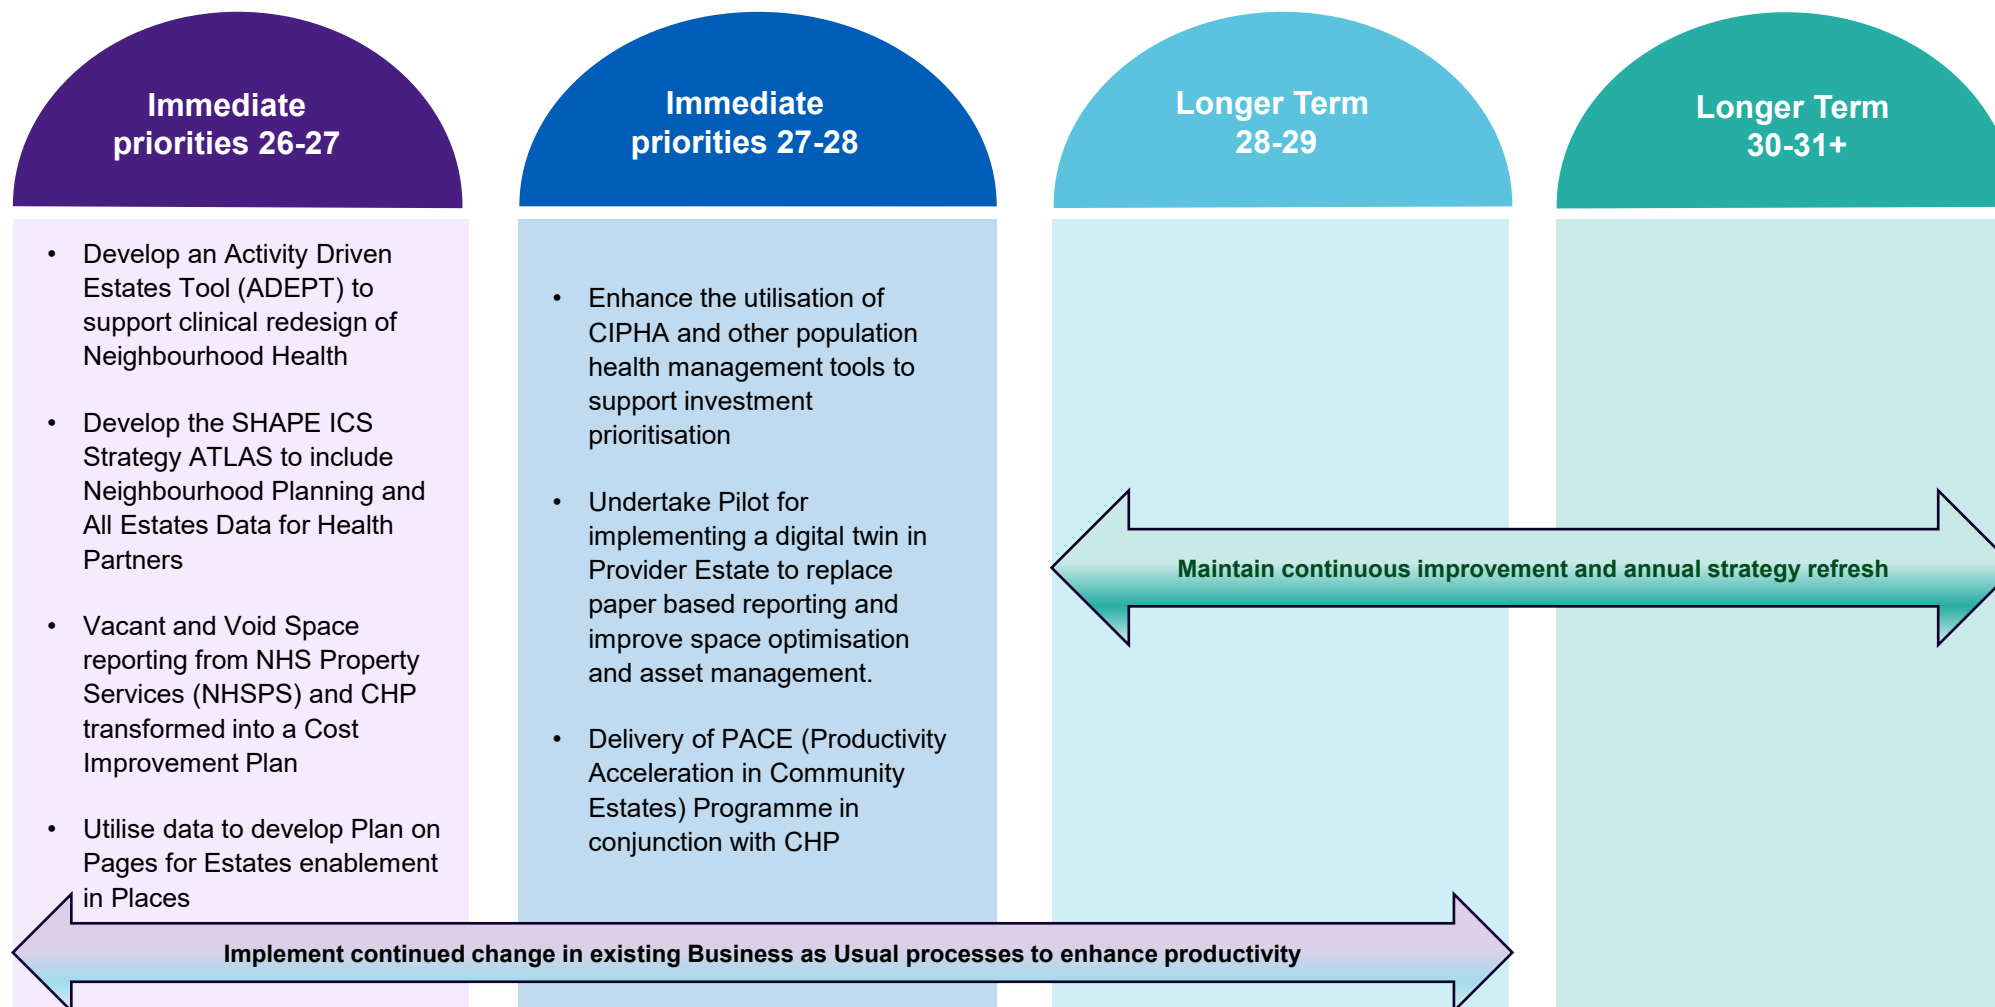 Immediate
priorities 26-27
Immediate
priorities 27-28
Longer Term
28-29
Longer Term
30-31+
• Develop an Activity Driven
Estates Tool (ADEPT) to
support clinical redesign of
Neighbourhood Health
• Develop the SHAPE ICS
Strategy ATLAS to include
Neighbourhood Planning and
All Estates Data for Health
Partners
• Vacant and Void Space
reporting from NHS Property
Services (NHSPS) and CHP
transformed into a Cost
Improvement Plan
• Utilise data to develop Plan on
Pages for Estates enablement
in Places
• Enhance the utilisation of
CIPHA and other population
health management tools to
support investment
prioritisation
• Undertake Pilot for
implementing a digital twin in
Provider Estate to replace
paper based reporting and
improve space optimisation
and asset management.
• Delivery of PACE (Productivity
Acceleration in Community
Estates) Programme in
conjunction with CHP
Maintain continuous improvement and annual strategy refresh
Implement continued change in existing Business as Usual processes to enhance productivity